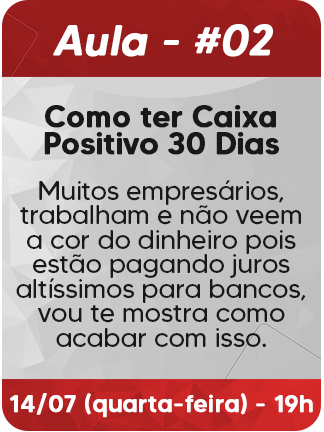 Aula - #02
Como ter Caixa
Positivo 30 Dias
Muitos empresários,
trabalham e não veem
a cor do dinheiro pois
estão pagando juros
altíssimos para bancos,
vou te mostra como
acabar com isso.
14/07 (quarta-feira) - 19h